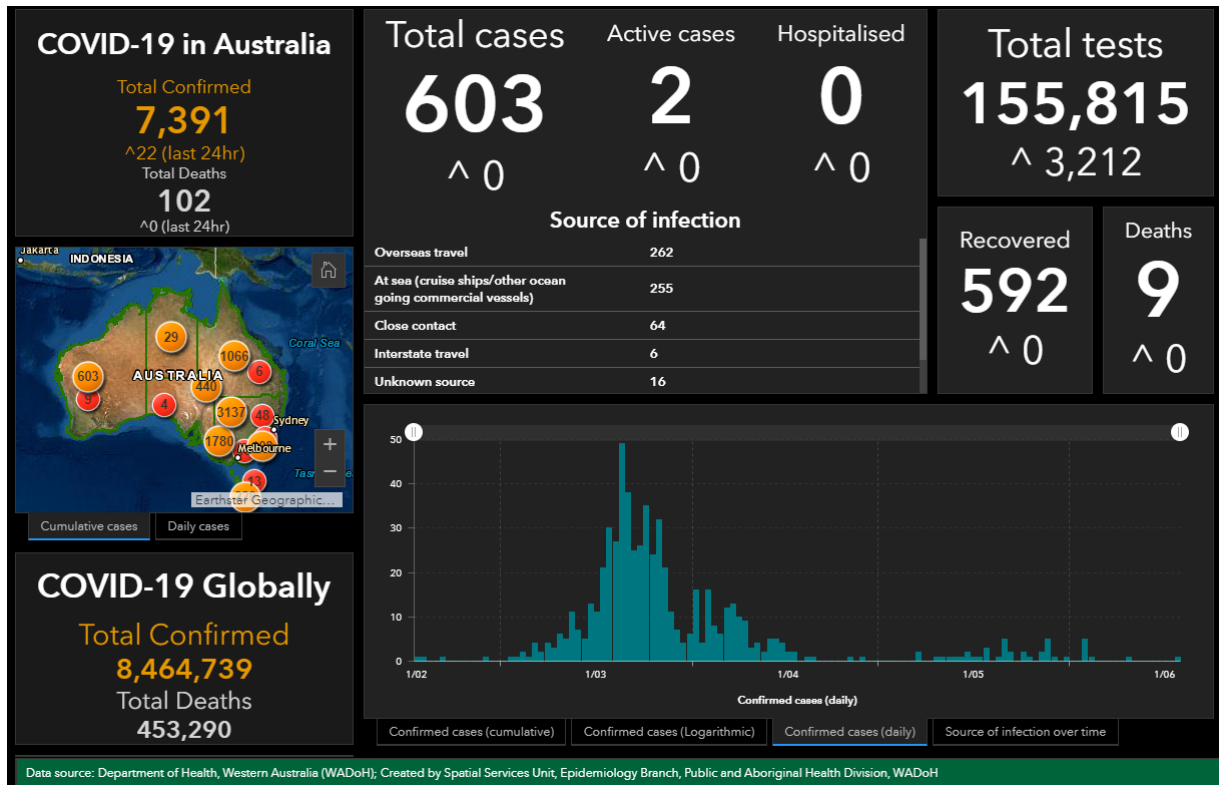 COVID-19 in Australia
Total Confirmed
7,391
^22 (last 24hr)
Total Deaths
102
^0 (last 24hr)
Total cases
603
^ 0
Active cases
2
^ 0
Hospitalised
0
^ 0
Total tests
155,815
^ 3,212
Source of infection
Overseas travel 262
At sea (cruise ships/other ocean
going commercial vessels) 255
Close contact 64
Interstate travel 6
Unknown source 16
Recovered
592
^ 0
Deaths
9
^ 0
Jakarta
INDONESIA
Coral Sea
29
1066
6
603
AUSTRALIA
440
9
4
3137
48
Sydney
1780
Melbourne
13
+
−
Earthstar Geographic...
Cumulative cases
Daily cases
COVID-19 Globally
Total Confirmed
8,464,739
Total Deaths
453,290
50
40
30
20
10
0
1/02 1/03 1/04 1/05 1/06
Confirmed cases (daily)
Confirmed cases (cumulative)
Confirmed cases (Logarithmic)
Confirmed cases (daily)
Source of infection over time
Data source: Department of Health, Western Australia (WADoH); Created by Spatial Services Unit, Epidemiology Branch, Public and Aboriginal Health Division, WADoH